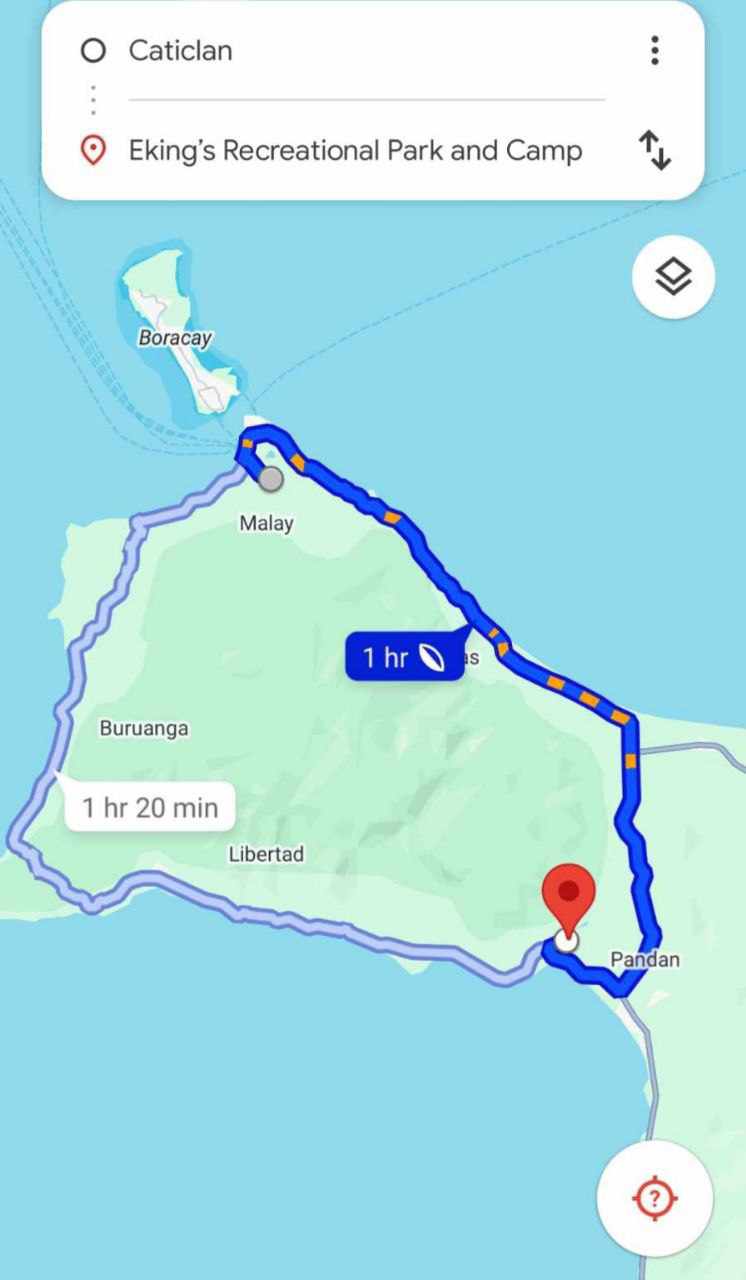 Caticlan
Eking's Recreational Park and Camp
Boracay
Malay
1 hr
as
Buruanga
1 hr 20 min
Libertad
Pandan
?